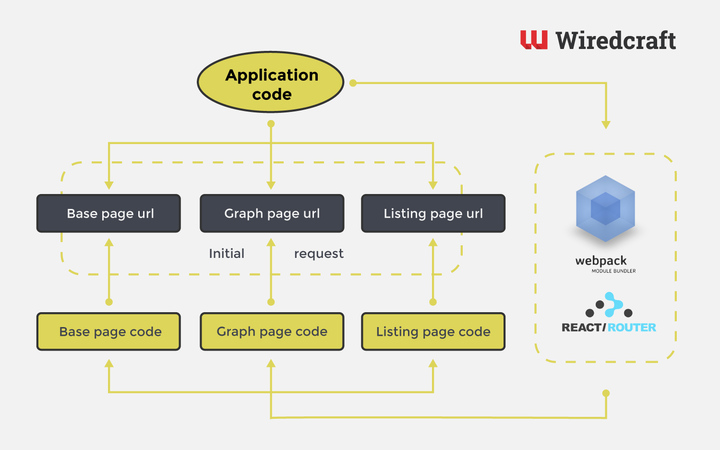 Wiredcraft
Application
code
Base page url
Graph page url
Listing page url
Initial request
webpack
MODULE BUNDLER
Base page code
Graph page code
Listing page code
REACT/ROUTER